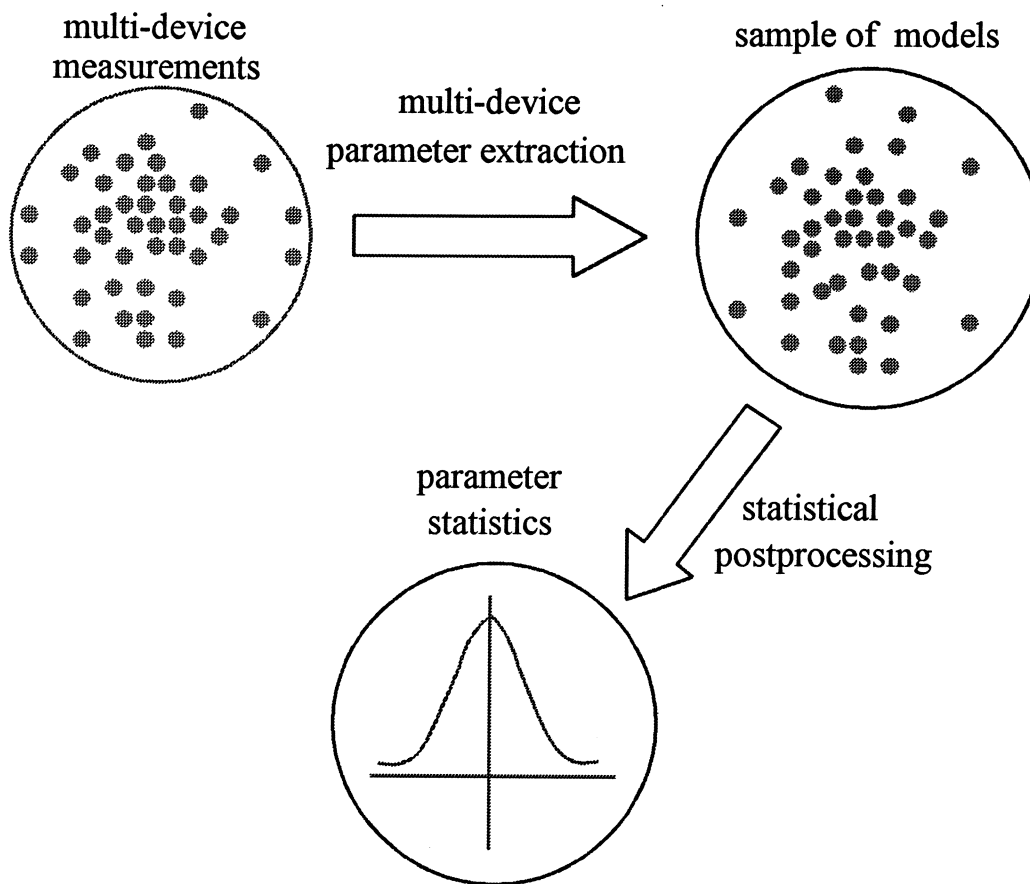 multi-device
measurements
multi-device
parameter extraction
sample of models
parameter
statistics
statistical
postprocessing